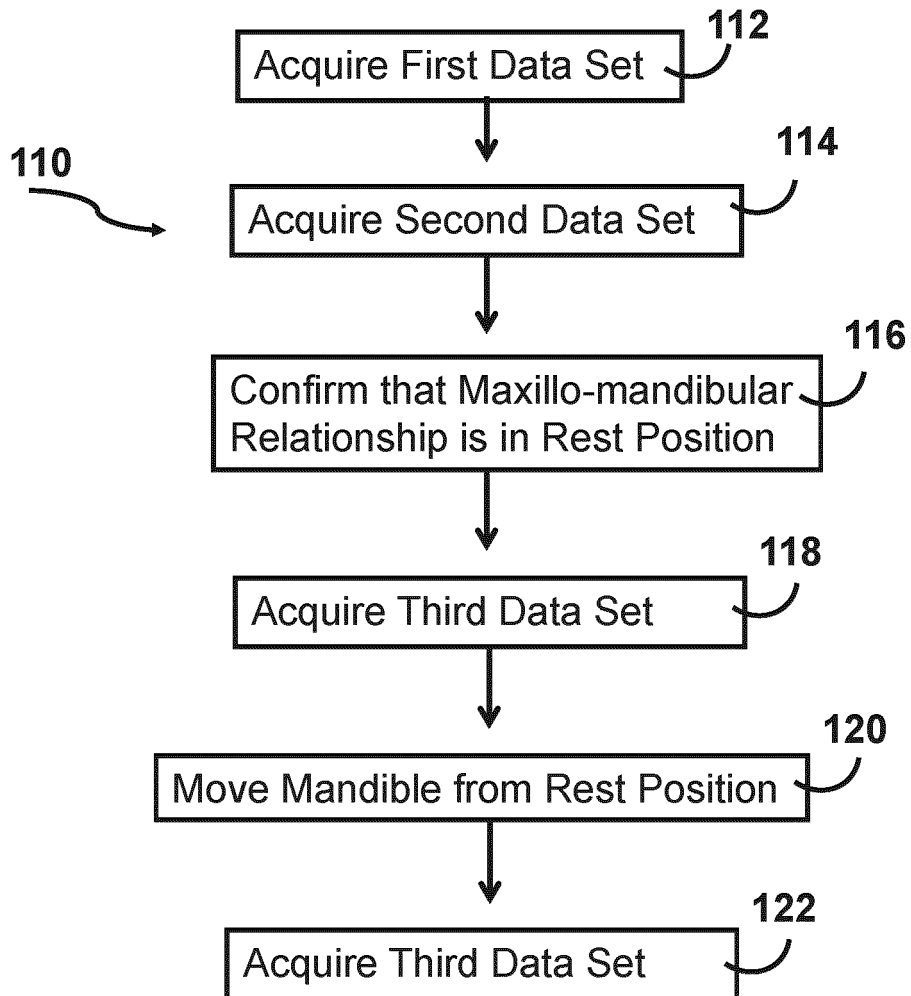 112
Acquire First Data Set
110
114
Acquire Second Data Set
116
Confirm that Maxillo-mandibular
Relationship is in Rest Position
118
Acquire Third Data Set
120
Move Mandible from Rest Position
122
Acquire Third Data Set